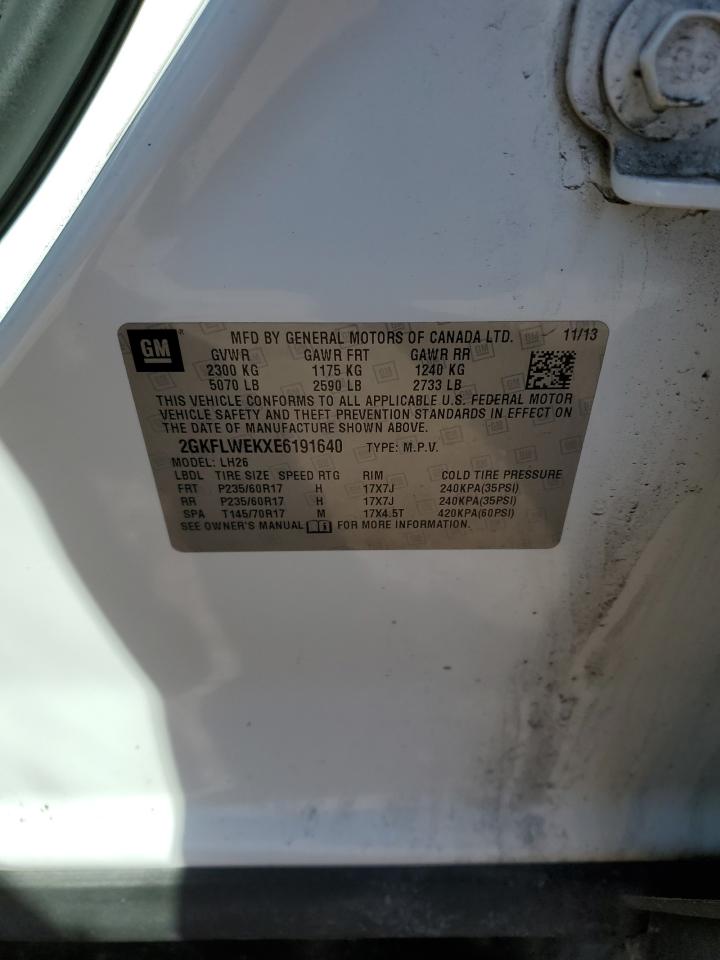 GM ® MFD BY GENERAL MOTORS OF CANADA LTD. 11/13
GVWR GAWR FRT GAWR RR
2300 KG 1175 KG 1240 KG
5070 LB 2590 LB 2733 LB
THIS VEHICLE CONFORMS TO ALL APPLICABLE U.S. FEDERAL MOTOR
VEHICLE SAFETY AND THEFT PREVENTION STANDARDS IN EFFECT ON
THE DATE OF MANUFACTURE SHOWN ABOVE.
2GKFLWEKXE6191640 TYPE: M.P.V.
MODEL: LH26
LBDL TIRE SIZE SPEED RTG RIM COLD TIRE PRESSURE
FRT P235/60R17 H 17X7J 240KPA(35PSI)
RR P235/60R17 H 17X7J 240KPA(35PSI)
SPA T145/70R17 M 17X4.5T 420KPA(60PSI)
SEE OWNER'S MANUAL FOR MORE INFORMATION.